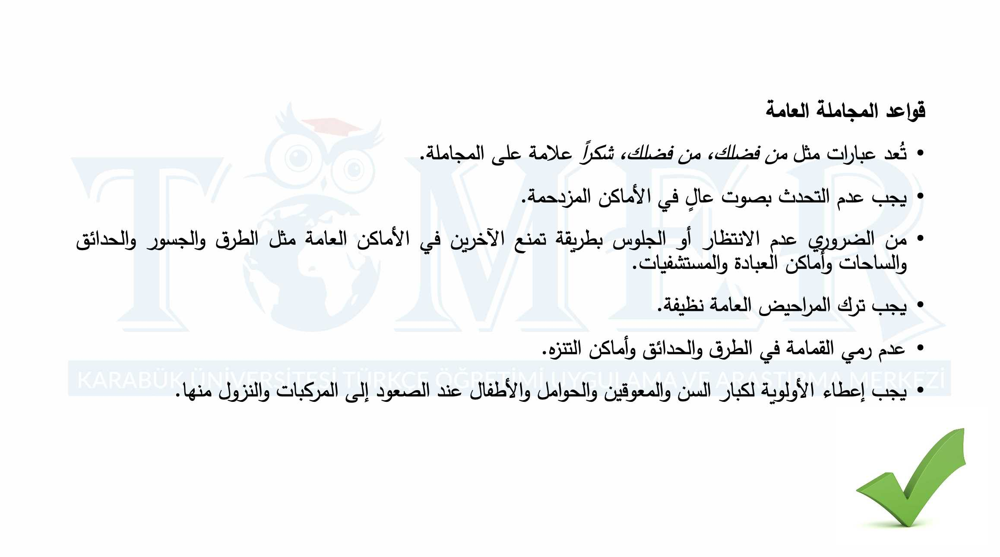 قواعد المجاملة العامة
• تُعد عبارات مثل من فضلك، من فضلك، شكراً علامة على المجاملة.
• يجب عدم التحدث بصوت عالٍ في الأماكن المزدحمة.
• من الضروري عدم الانتظار أو الجلوس بطريقة تمنع الآخرين في الأماكن العامة مثل الطرق والجسور والحدائق
والساحات وأماكن العبادة والمستشفيات.
• يجب ترك المراحيض العامة نظيفة.
• عدم رمي القمامة في الطرق والحدائق وأماكن التنزه.
• يجب إعطاء الأولوية لكبار السن والمعوقين والحوامل والأطفال عند الصعود إلى المركبات والنزول منها.
TÖMER
KARABÜK ÜNİVERSİTESİ TÜRKÇE ÖĞRETİMİ UYGULAMA VE ARAŞTIRMA MERKEZİ